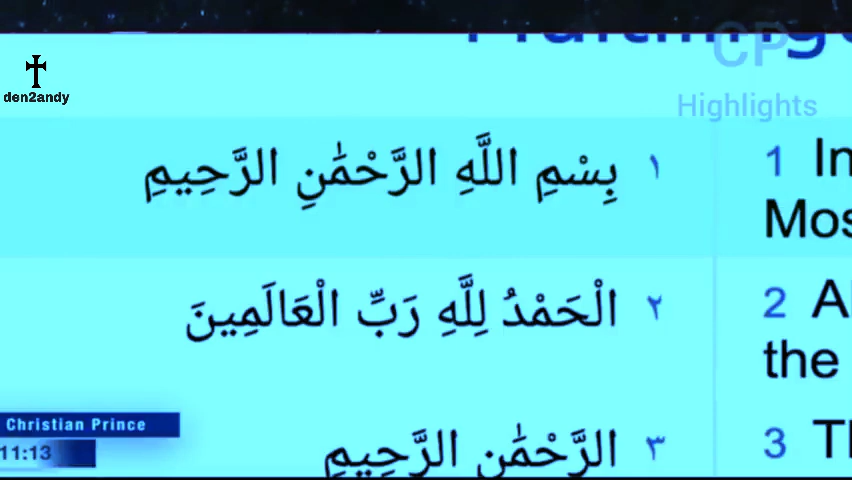 CP
Highlights
den2andy
١ بِسْمِ اللَّهِ الرَّحْمَٰنِ الرَّحِيمِ
1 In
Mos
٢ الْحَمْدُ لِلَّهِ رَبِّ الْعَالَمِينَ
2 Al
the
٣ الرَّحْمَٰنِ الرَّحِيمِ
3 Th
Christian Prince
11:13